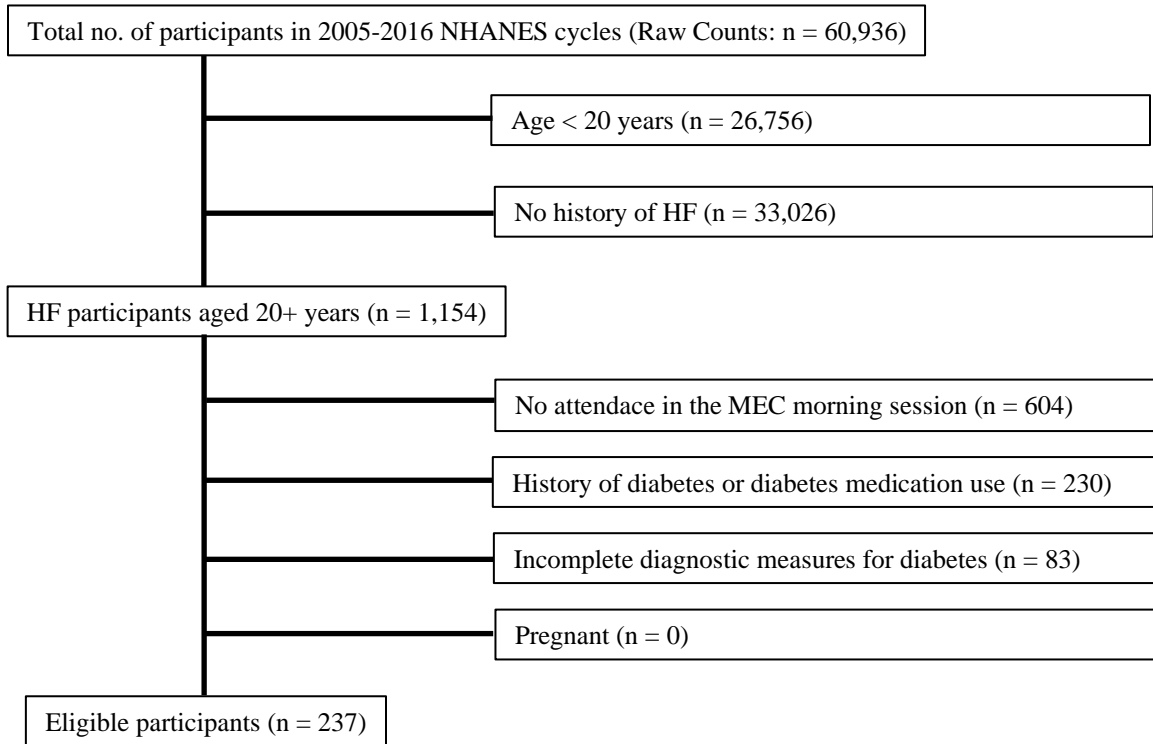 Total no. of participants in 2005-2016 NHANES cycles (Raw Counts: n = 60,936)
Age < 20 years (n = 26,756)
No history of HF (n = 33,026)
HF participants aged 20+ years (n = 1,154)
No attendace in the MEC morning session (n = 604)
History of diabetes or diabetes medication use (n = 230)
Incomplete diagnostic measures for diabetes (n = 83)
Pregnant (n = 0)
Eligible participants (n = 237)